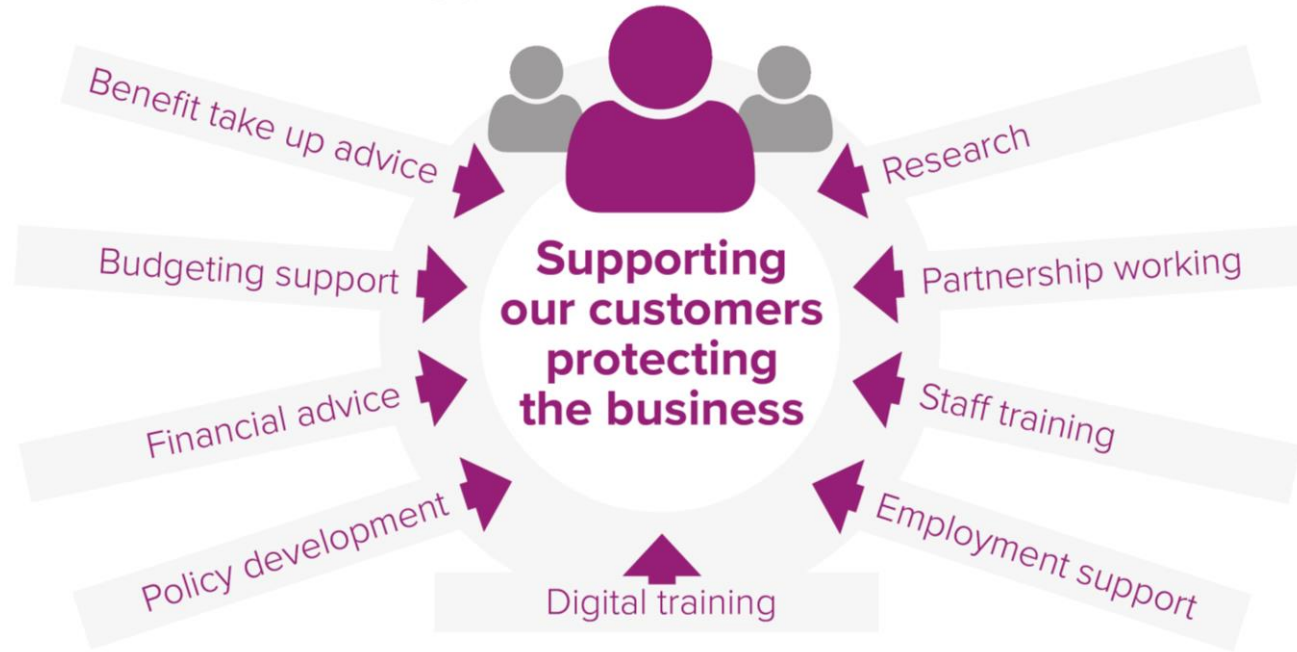 Benefit take up advice
Budgeting support
Financial advice
Policy development
Supporting
our customers
protecting
the business
Digital training
Research
Partnership working
Staff training
Employment support